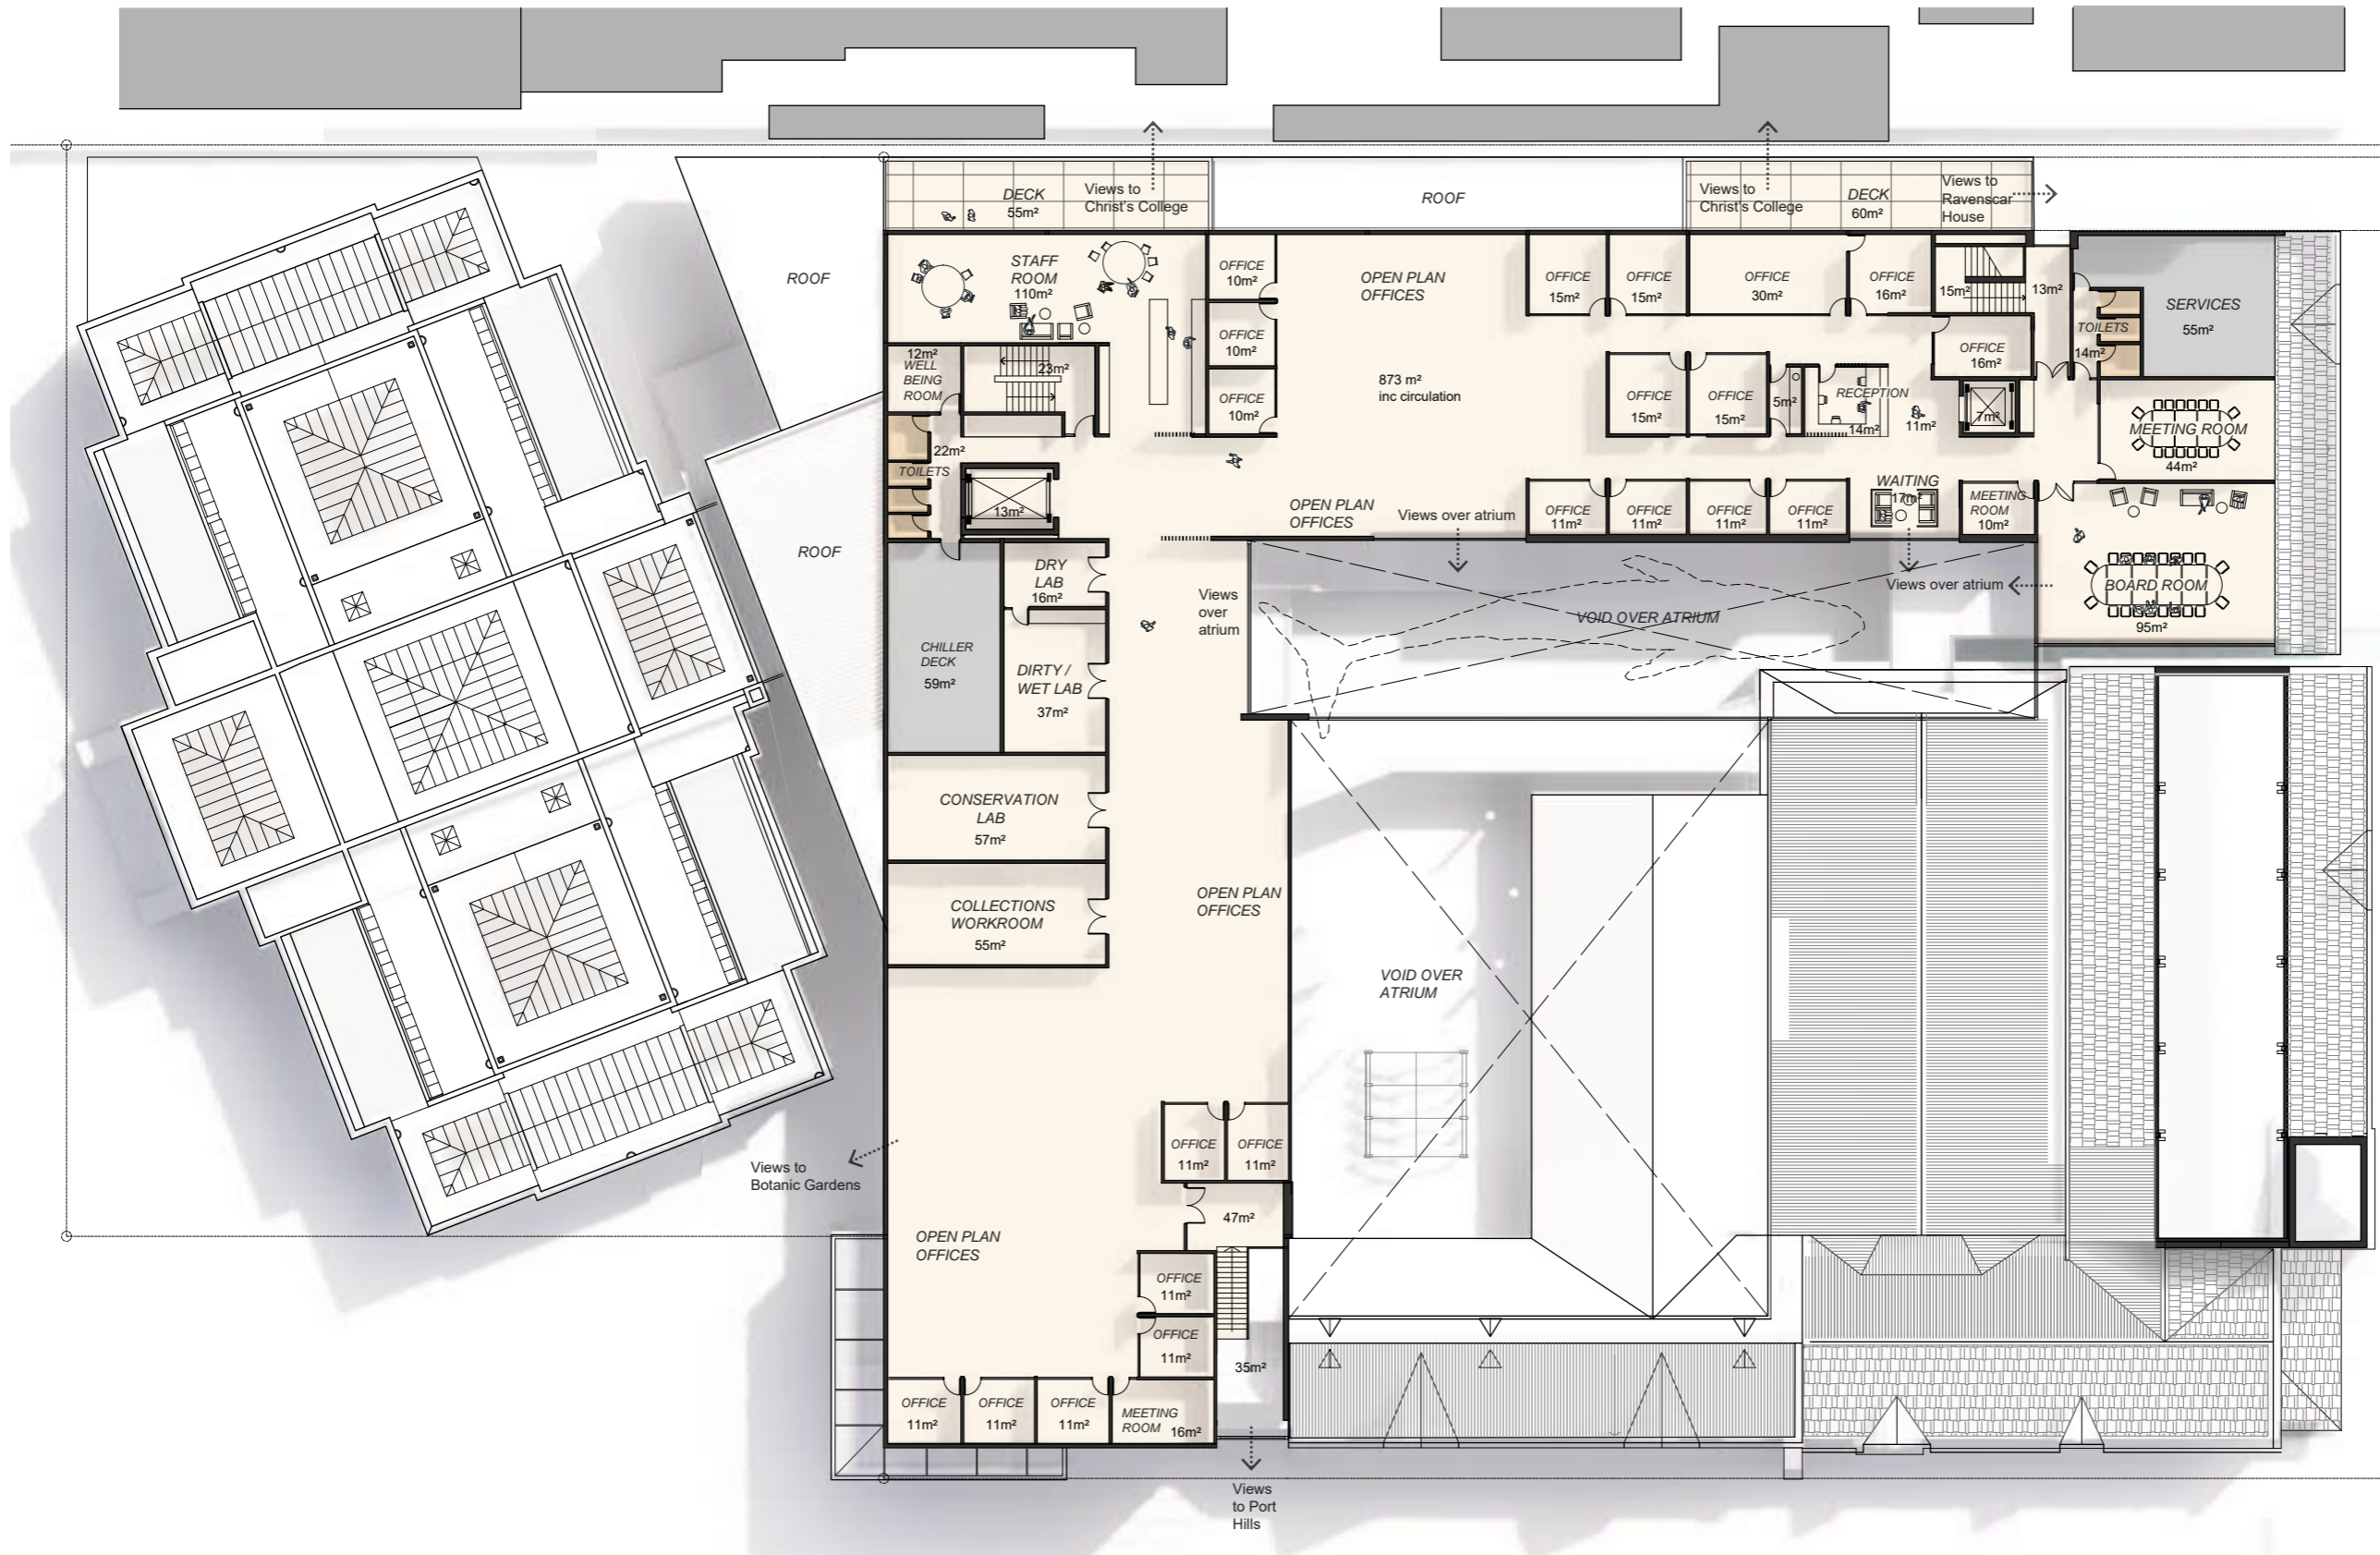 DECK
55m²
Views to
Christ's College
ROOF
Views to
Christ's College
DECK
60m²
Views to
Ravenscar
House
ROOF
STAFF
ROOM
110m²
OFFICE
10m²
OFFICE
10m²
OFFICE
10m²
OPEN PLAN
OFFICES
873 m²
inc circulation
OFFICE
15m²
OFFICE
15m²
OFFICE
30m²
OFFICE
16m²
15m²
13m²
SERVICES
55m²
TOILETS
14m²
OFFICE
16m²
12m²
WELL
BEING
ROOM
23m²
OFFICE
15m²
OFFICE
15m²
5m²
RECEPTION
14m²
11m²
7m²
MEETING ROOM
44m²
22m²
TOILETS
13m²
OPEN PLAN
OFFICES
Views over atrium
OFFICE
11m²
OFFICE
11m²
OFFICE
11m²
OFFICE
11m²
WAITING
17m²
MEETING
ROOM
10m²
ROOF
DRY
LAB
16m²
Views
over
atrium
VOID OVER ATRIUM
Views over atrium
BOARD ROOM
95m²
CHILLER
DECK
59m²
DIRTY /
WET LAB
37m²
CONSERVATION
LAB
57m²
COLLECTIONS
WORKROOM
55m²
OPEN PLAN
OFFICES
VOID OVER
ATRIUM
OFFICE
11m²
OFFICE
11m²
Views to
Botanic Gardens
47m²
OPEN PLAN
OFFICES
OFFICE
11m²
OFFICE
11m²
35m²
OFFICE
11m²
OFFICE
11m²
OFFICE
11m²
MEETING
ROOM
16m²
Views
to Port
Hills